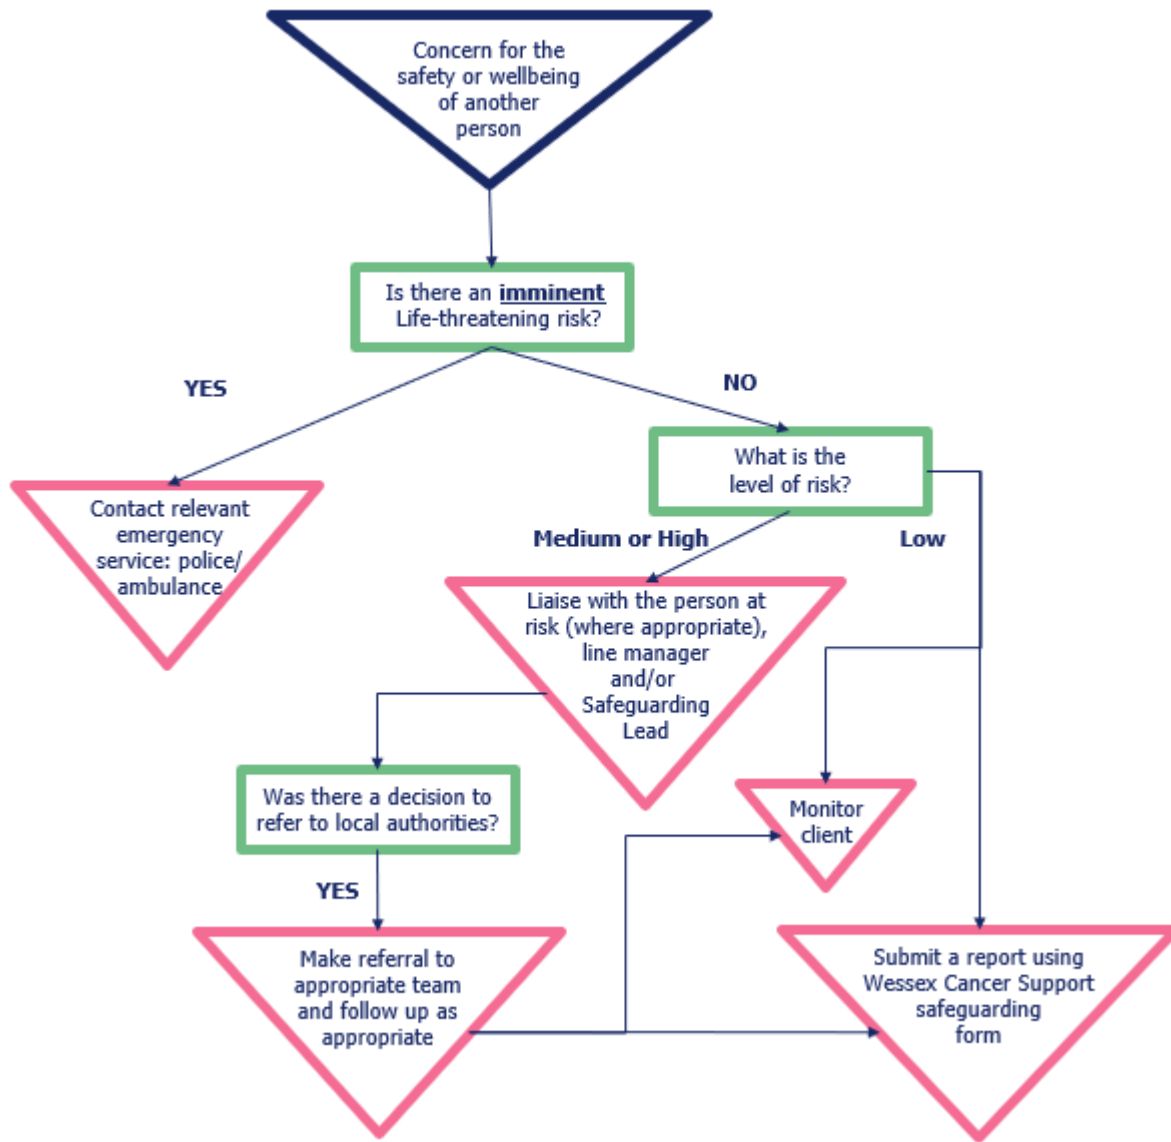 Concern for the
safety or wellbeing
of another
person
Is there an imminent
Life-threatening risk?
YES
NO
What is the
level of risk?
Contact relevant
emergency
service: police/
ambulance
Medium or High
Low
Liaise with the person at
risk (where appropriate),
line manager
and/or
Safeguarding
Lead
Was there a decision to
refer to local authorities?
Monitor
client
YES
Make referral to
appropriate team
and follow up as
appropriate
Submit a report using
Wessex Cancer Support
safeguarding
form